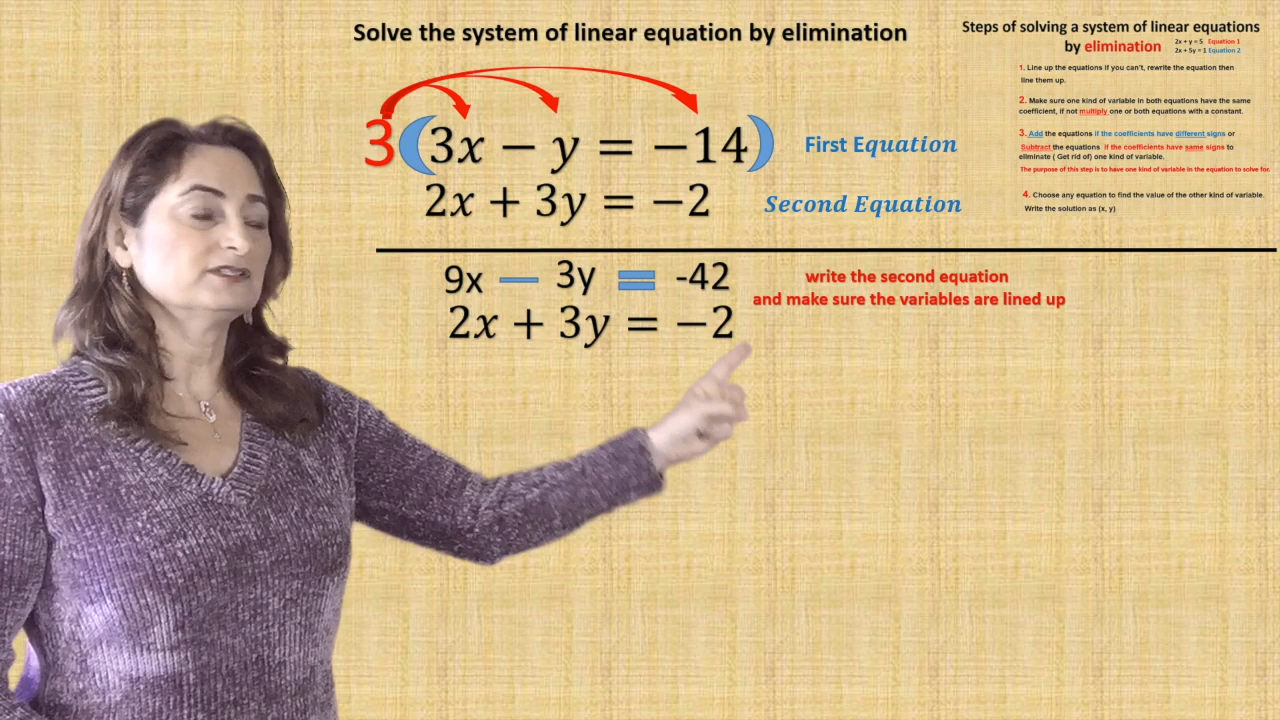 Solve the system of linear equation by elimination
3(3x − y = −14) First Equation
2x + 3y = −2 Second Equation
9x − 3y = -42
2x + 3y = −2
write the second equation
and make sure the variables are lined up
Steps of solving a system of linear equations
by elimination
2x + y = 5 Equation 1
2x + 5y = 1 Equation 2
1. Line up the equations if you can't, rewrite the equation then
line them up.
2. Make sure one kind of variable in both equations have the same
coefficient, if not multiply one or both equations with a constant.
3. Add the equations if the coefficients have different signs or
Subtract the equations if the coefficients have same signs to
eliminate ( Get rid of) one kind of variable.
The purpose of this step is to have one kind of variable in the equation to solve for.
4. Choose any equation to find the value of the other kind of variable.
Write the solution as (x, y)